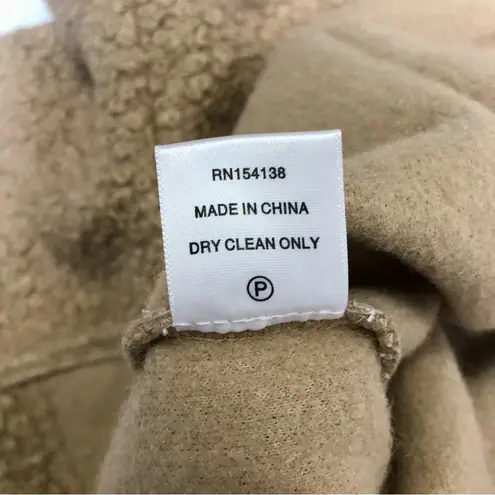 RN154138
MADE IN CHINA
DRY CLEAN ONLY
P